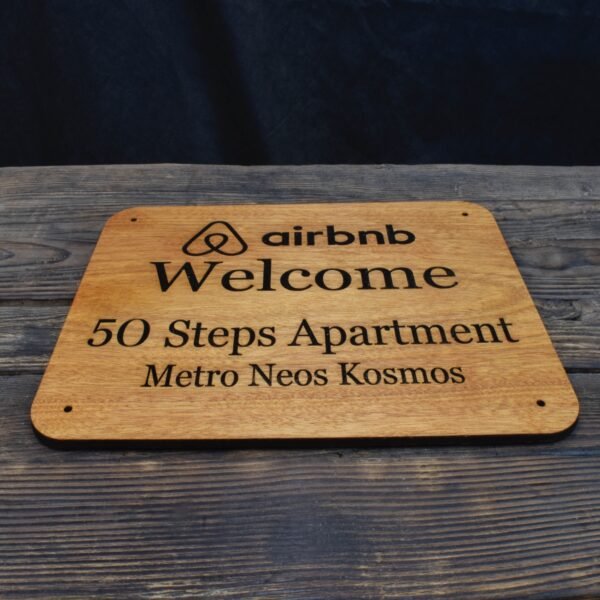 airbnb
Welcome
50 Steps Apartment
Metro Neos Kosmos